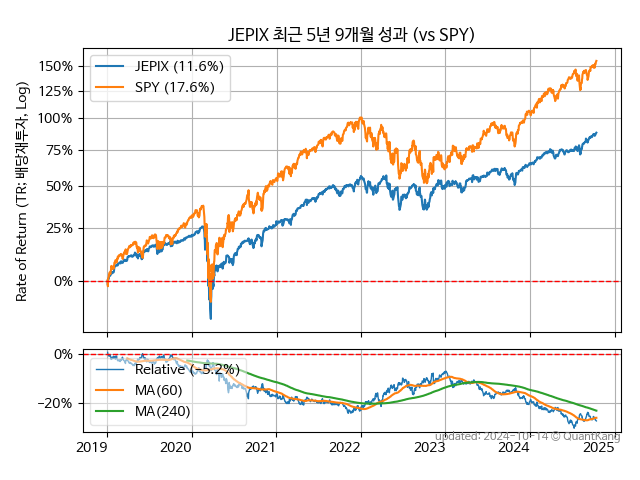 JEPIX 최근 5년 9개월 성과 (vs SPY)
Rate of Return (TR: 배당재투자, Log)
150%
125%
100%
75%
50%
25%
0%
JEPIX (11.6%)
SPY (17.6%)
0%
−20%
Relative (−5.2%)
MA(60)
MA(240)
updated: 2024-10-14 © QuantKang
2019 2020 2021 2022 2023 2024 2025